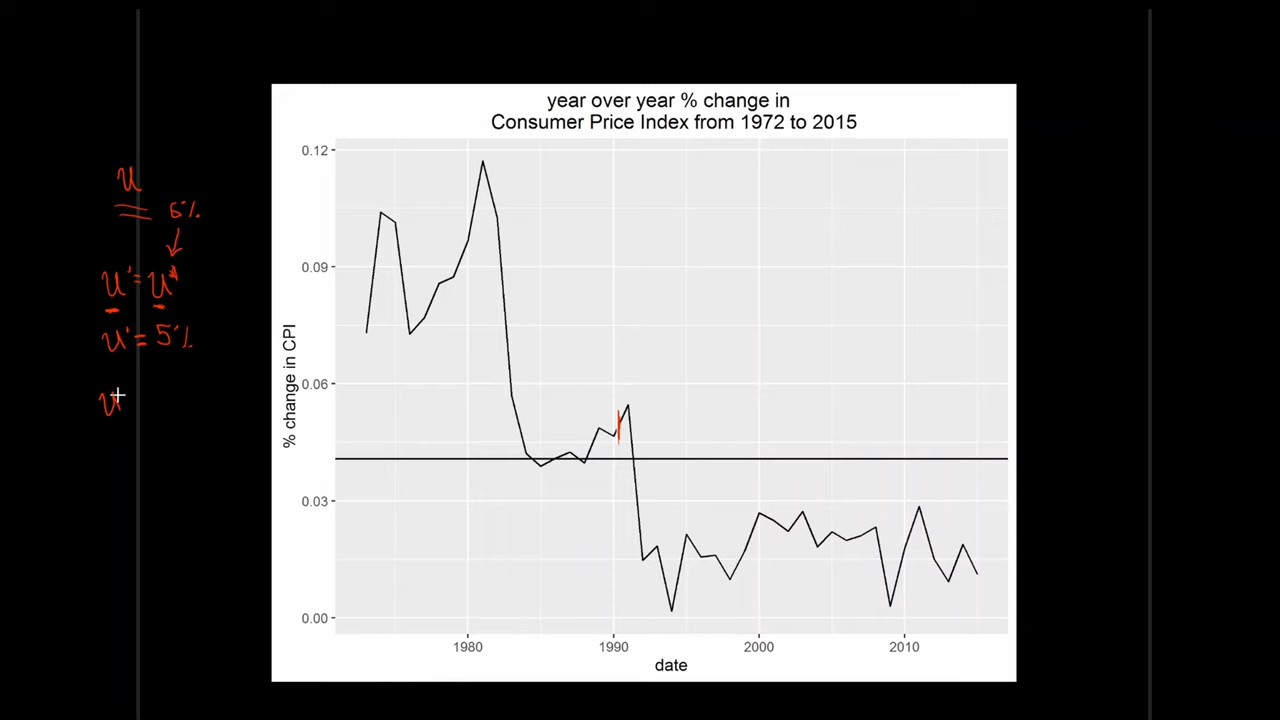 year over year % change in
Consumer Price Index from 1972 to 2015
0.12
0.09
0.06
0.03
0.00
% change in CPI
1980 1990 2000 2010
date
u
5%
u' = u*
u' = 5%
u